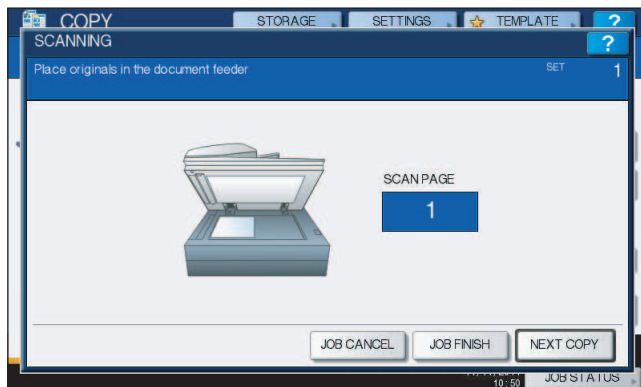 COPY STORAGE SETTINGS TEMPLATE ?
SCANNING ?
Place originals in the document feeder SET 1
SCAN PAGE
1
JOB CANCEL JOB FINISH NEXT COPY
10:50 JOB STATUS